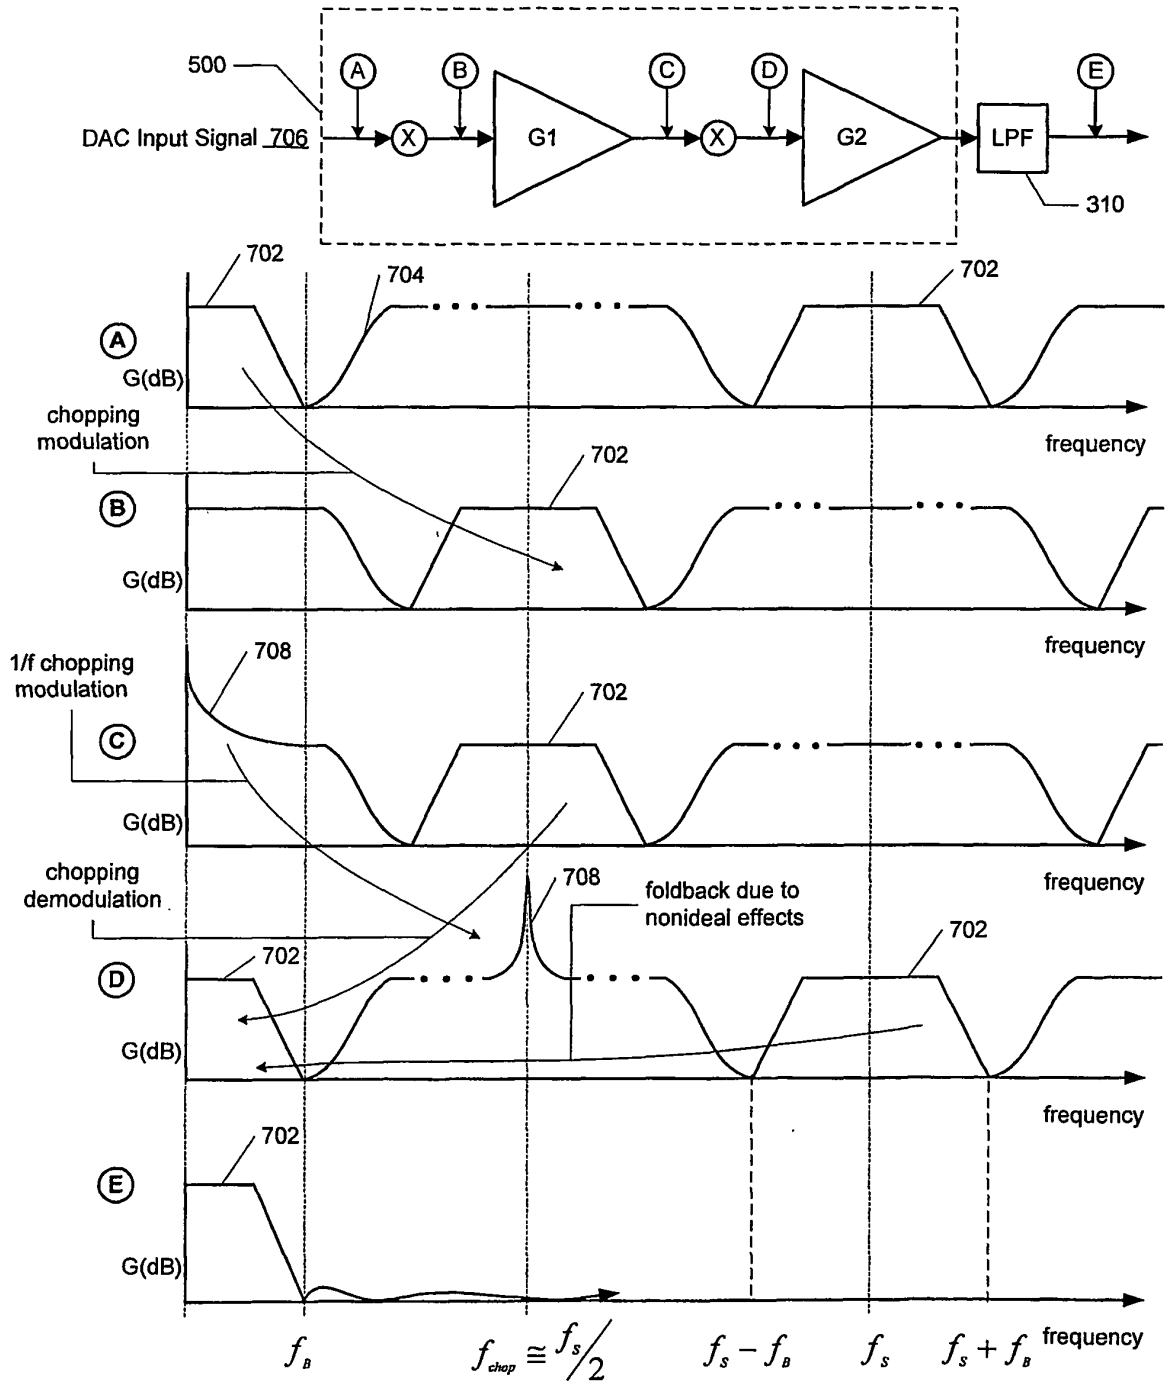 500
A
B
C
D
E
DAC Input Signal 706
X
G1
X
G2
LPF
310
702
704
702
A
G(dB)
chopping
modulation
frequency
702
B
G(dB)
frequency
1/f chopping
modulation
708
702
C
G(dB)
frequency
chopping
demodulation
708
foldback due to
nonideal effects
702
702
D
G(dB)
frequency
702
E
G(dB)
frequency
f_B
f_chop ≅ f_S/2
f_S − f_B
f_S
f_S + f_B